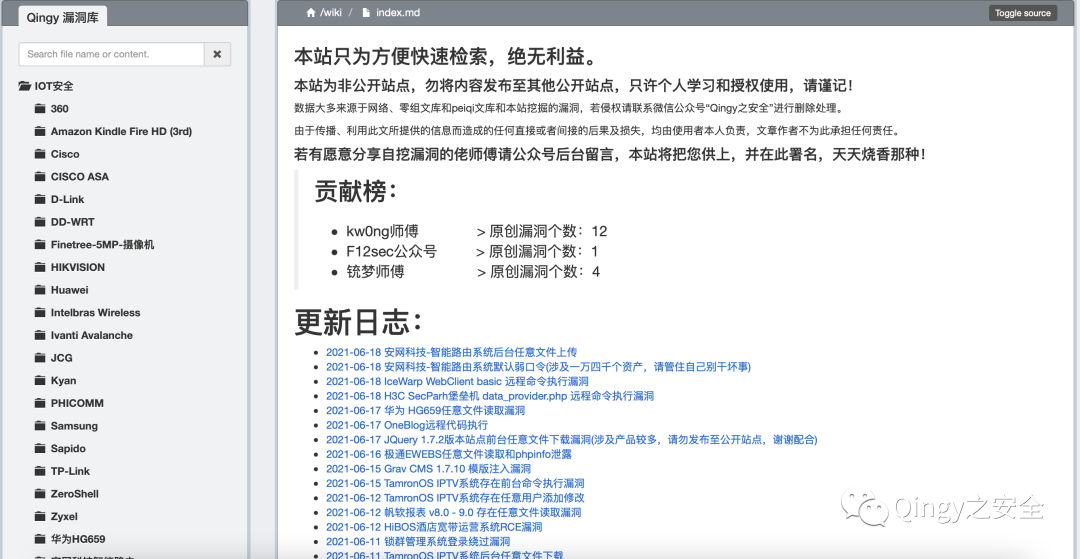 Qingy 漏洞库
Search file name or content.
IOT安全
360
Amazon Kindle Fire HD (3rd)
Cisco
CISCO ASA
D-Link
DD-WRT
Finetree-5MP-摄像机
HIKVISION
Huawei
Intelbras Wireless
Ivanti Avalanche
JCG
Kyan
PHICOMM
Samsung
Sapido
TP-Link
ZeroShell
Zyxel
华为HG659
/wiki / index.md
Toggle source
本站只为方便快速检索，绝无利益。
本站为非公开站点，勿将内容发布至其他公开站点，只许个人学习和授权使用，请谨记！
数据大多来源于网络、零组文库和peiqi文库和本站挖掘的漏洞，若侵权请联系微信公众号“Qingy之安全”进行删除处理。
由于传播、利用此文所提供的信息而造成的任何直接或者间接的后果及损失，均由使用者本人负责，文章作者不为此承担任何责任。
若有愿意分享自挖漏洞的佬师傅请公众号后台留言，本站将把您供上，并在此署名，天天烧香那种！
贡献榜：
kw0ng师傅 > 原创漏洞个数：12
F12sec公众号 > 原创漏洞个数：1
铳梦师傅 > 原创漏洞个数：4
更新日志：
2021-06-18 安网科技-智能路由系统后台任意文件上传
2021-06-18 安网科技-智能路由系统默认弱口令(涉及一万四千个资产，请管住自己别干坏事)
2021-06-18 IceWarp WebClient basic 远程命令执行漏洞
2021-06-18 H3C SecParh堡垒机 data_provider.php 远程命令执行漏洞
2021-06-17 华为 HG659任意文件读取漏洞
2021-06-17 OneBlog远程代码执行
2021-06-17 JQuery 1.7.2版本站点前台任意文件下载漏洞(涉及产品较多，请勿发布至公开站点，谢谢配合)
2021-06-16 极通EWEBS任意文件读取和phpinfo泄露
2021-06-15 Grav CMS 1.7.10 模版注入漏洞
2021-06-15 TamronOS IPTV系统存在前台命令执行漏洞
2021-06-12 TamronOS IPTV系统存在任意用户添加修改
2021-06-12 帆软报表 v8.0 - 9.0 存在任意文件读取漏洞
2021-06-12 HiBOS酒店宽带运营系统RCE漏洞
2021-06-11 锁群管理系统登录绕过漏洞
2021-06-11 TamronOS IPTV系统后台任意文件下载
Qingy之安全